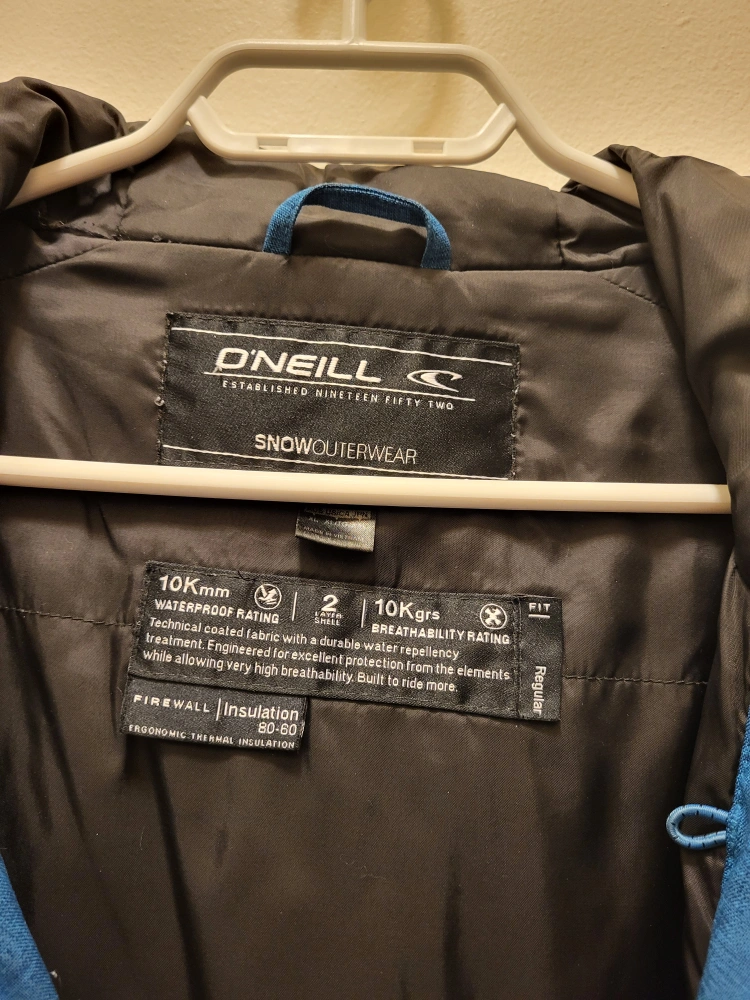 O'NEILL
ESTABLISHED NINETEEN FIFTY TWO
SNOWOUTERWEAR
MADE IN
10Kmm
WATERPROOF RATING
2
LAYER
SHELL
10Kgrs
BREATHABILITY RATING
Technical coated fabric with a durable water repellency
treatment. Engineered for excellent protection from the elements
while allowing very high breathability. Built to ride more.
FIT
Regular
FIREWALL
Insulation
80-60
ERGONOMIC THERMAL INSULATION